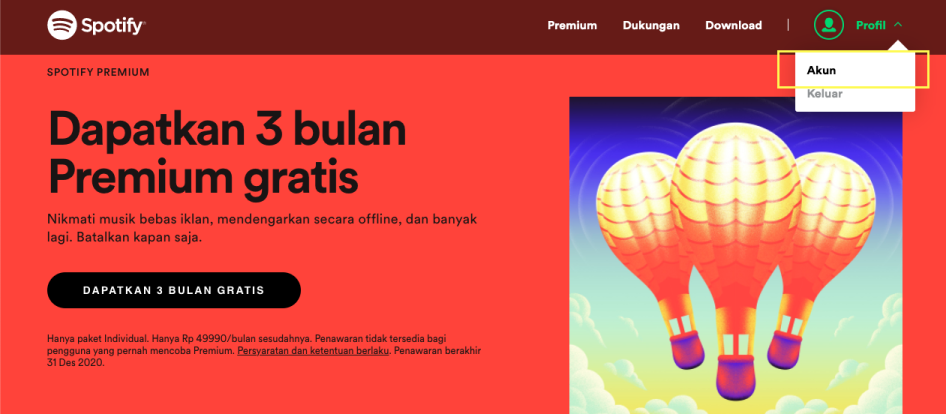 Spotify
Premium Dukungan Download | Profil
Akun
Keluar
SPOTIFY PREMIUM
Dapatkan 3 bulan
Premium gratis
Nikmati musik bebas iklan, mendengarkan secara offline, dan banyak
lagi. Batalkan kapan saja.
DAPATKAN 3 BULAN GRATIS
Hanya paket Individual. Hanya Rp 49990/bulan sesudahnya. Penawaran tidak tersedia bagi
pengguna yang pernah mencoba Premium. Persyaratan dan ketentuan berlaku. Penawaran berakhir
31 Des 2020.